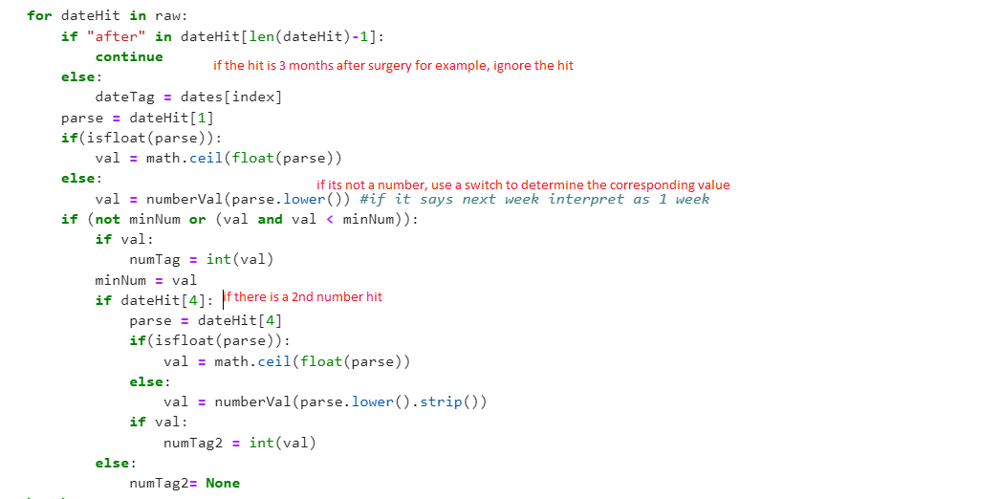 for dateHit in raw:
    if "after" in dateHit[len(dateHit)-1]:
        continue
if the hit is 3 months after surgery for example, ignore the hit
    else:
        dateTag = dates[index]
    parse = dateHit[1]
    if(isfloat(parse)):
        val = math.ceil(float(parse))
    else:
if its not a number, use a switch to determine the corresponding value
        val = numberVal(parse.lower()) #if it says next week interpret as 1 week
    if (not minNum or (val and val < minNum)):
        if val:
            numTag = int(val)
        minNum = val
        if dateHit[4]: if there is a 2nd number hit
            parse = dateHit[4]
            if(isfloat(parse)):
                val = math.ceil(float(parse))
            else:
                val = numberVal(parse.lower().strip())
            if val:
                numTag2 = int(val)
        else:
            numTag2= None